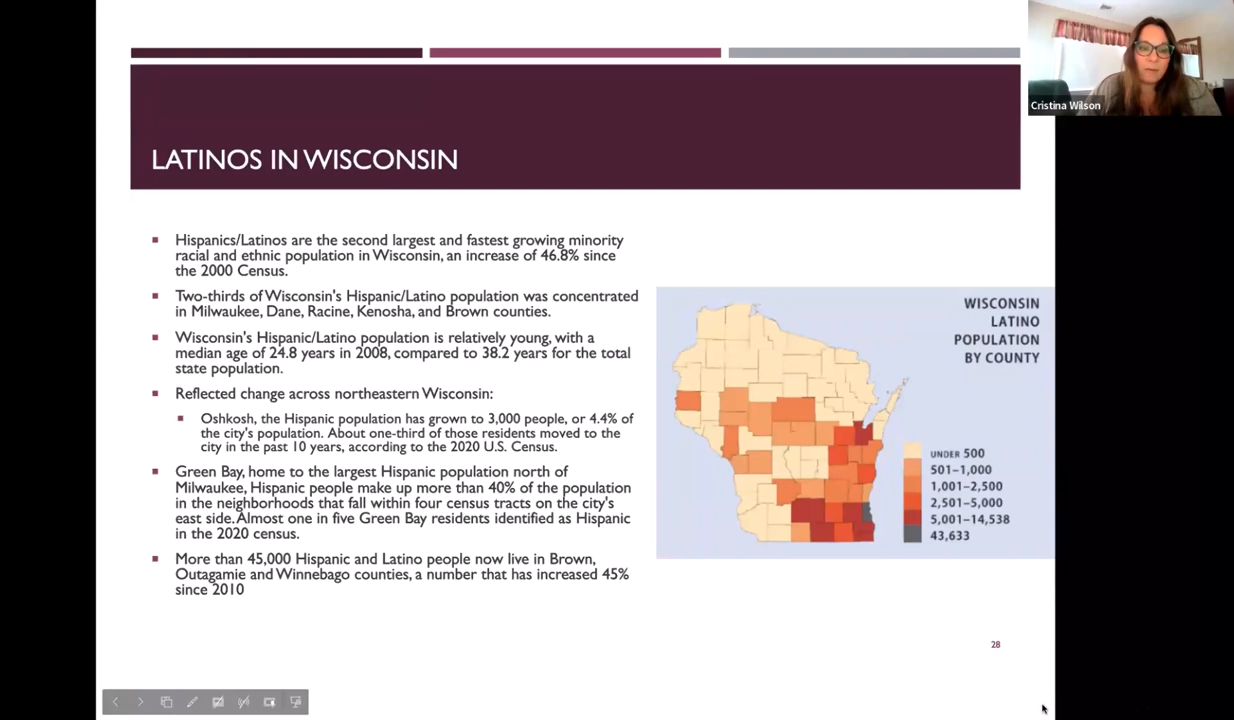 Cristina Wilson
LATINOS IN WISCONSIN
Hispanics/Latinos are the second largest and fastest growing minority
racial and ethnic population in Wisconsin, an increase of 46.8% since
the 2000 Census.
Two-thirds of Wisconsin's Hispanic/Latino population was concentrated
in Milwaukee, Dane, Racine, Kenosha, and Brown counties.
Wisconsin's Hispanic/Latino population is relatively young, with a
median age of 24.8 years in 2008, compared to 38.2 years for the total
state population.
Reflected change across northeastern Wisconsin:
Oshkosh, the Hispanic population has grown to 3,000 people, or 4.4% of
the city's population. About one-third of those residents moved to the
city in the past 10 years, according to the 2020 U.S. Census.
Green Bay, home to the largest Hispanic population north of
Milwaukee, Hispanic people make up more than 40% of the population
in the neighborhoods that fall within four census tracts on the city's
east side. Almost one in five Green Bay residents identified as Hispanic
in the 2020 census.
More than 45,000 Hispanic and Latino people now live in Brown,
Outagamie and Winnebago counties, a number that has increased 45%
since 2010
WISCONSIN
LATINO
POPULATION
BY COUNTY
UNDER 500
501–1,000
1,001–2,500
2,501–5,000
5,001–14,538
43,633
28